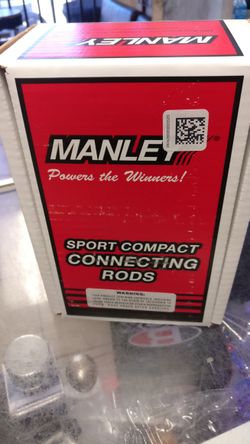 MANLEY
MANLEY
Powers the Winners!
SPORT COMPACT
CONNECTING
RODS
WARNING: